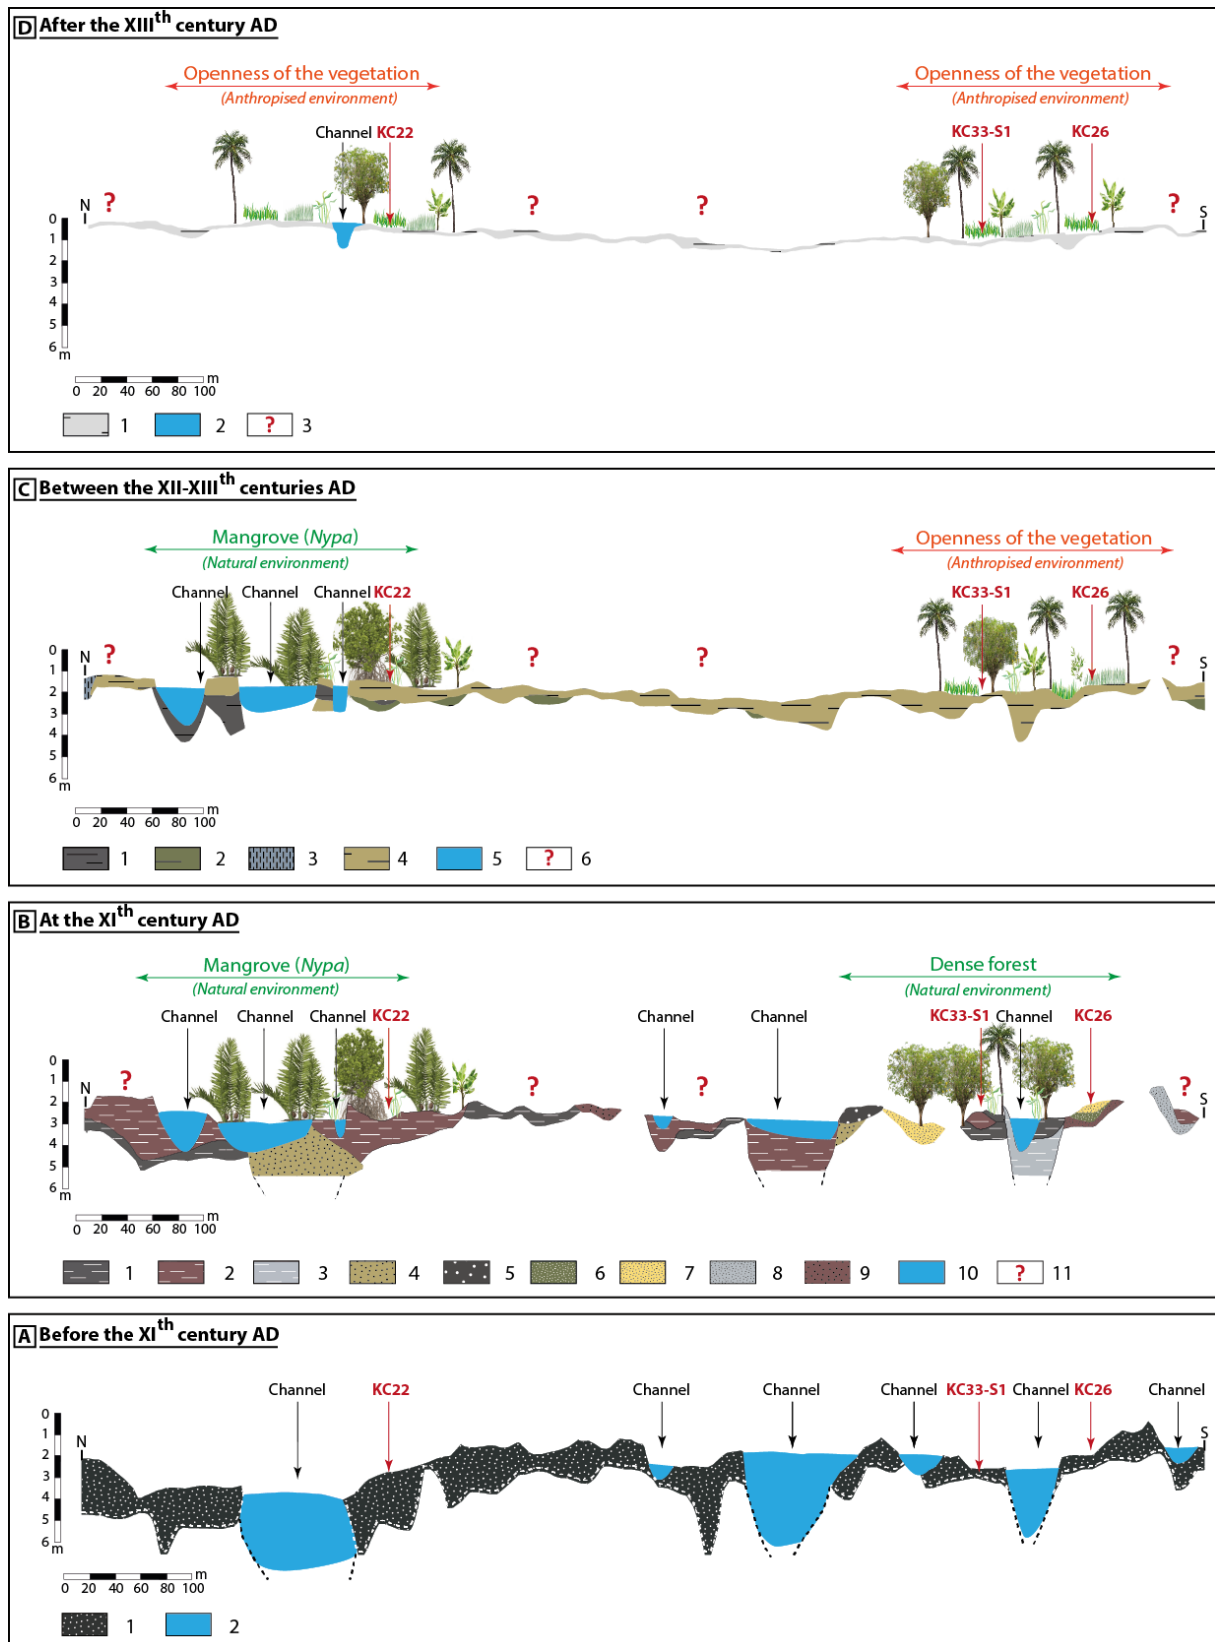 D After the XIIIth century AD
Openness of the vegetation
(Anthropised environment)
Openness of the vegetation
(Anthropised environment)
Channel KC22
KC33-S1
KC26
N
?
?
?
?
S
0
1
2
3
4
5
6
m
m
0 20 40 60 80 100
1
2
? 3
C Between the XII-XIIIth centuries AD
Mangrove (Nypa)
(Natural environment)
Openness of the vegetation
(Anthropised environment)
Channel Channel Channel KC22
KC33-S1
KC26
N
?
?
?
?
S
0
1
2
3
4
5
6
m
m
0 20 40 60 80 100
1
2
3
4
5
? 6
B At the XIth century AD
Mangrove (Nypa)
(Natural environment)
Dense forest
(Natural environment)
Channel Channel Channel KC22
Channel Channel
KC33-S1 Channel KC26
N
?
?
?
?
S
0
1
2
3
4
5
6
m
m
0 20 40 60 80 100
1
2
3
4
5
6
7
8
9
10
? 11
A Before the XIth century AD
Channel
KC22
Channel
Channel
Channel KC33-S1 Channel KC26
Channel
N
S
0
1
2
3
4
5
6
m
m
0 20 40 60 80 100
1
2